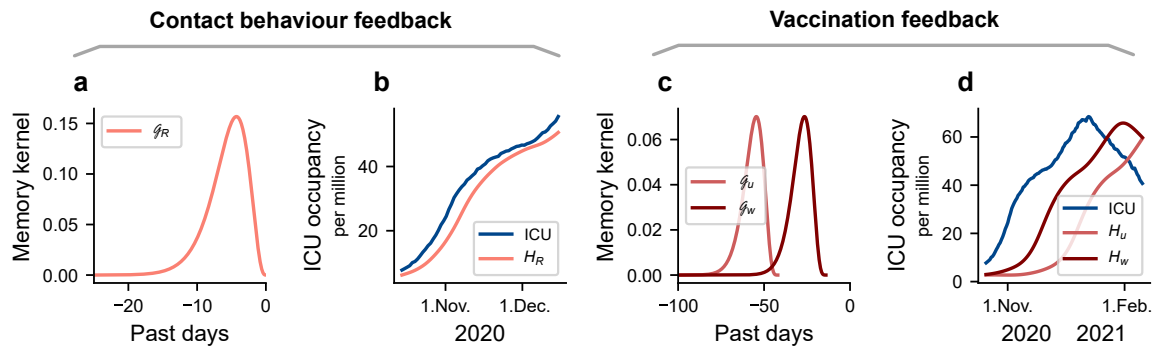 Contact behaviour feedback
Vaccination feedback
a
Memory kernel
0.15
0.10
0.05
0.00
𝒢R
−20
−10
0
Past days
b
ICU occupancy
per million
40
20
ICU
HR
1.Nov.
1.Dec.
2020
c
Memory kernel
0.06
0.04
0.02
0.00
𝒢u
𝒢w
−100
−50
0
Past days
d
ICU occupancy
per million
60
40
20
0
ICU
Hu
Hw
1.Nov.
1.Feb.
2020
2021